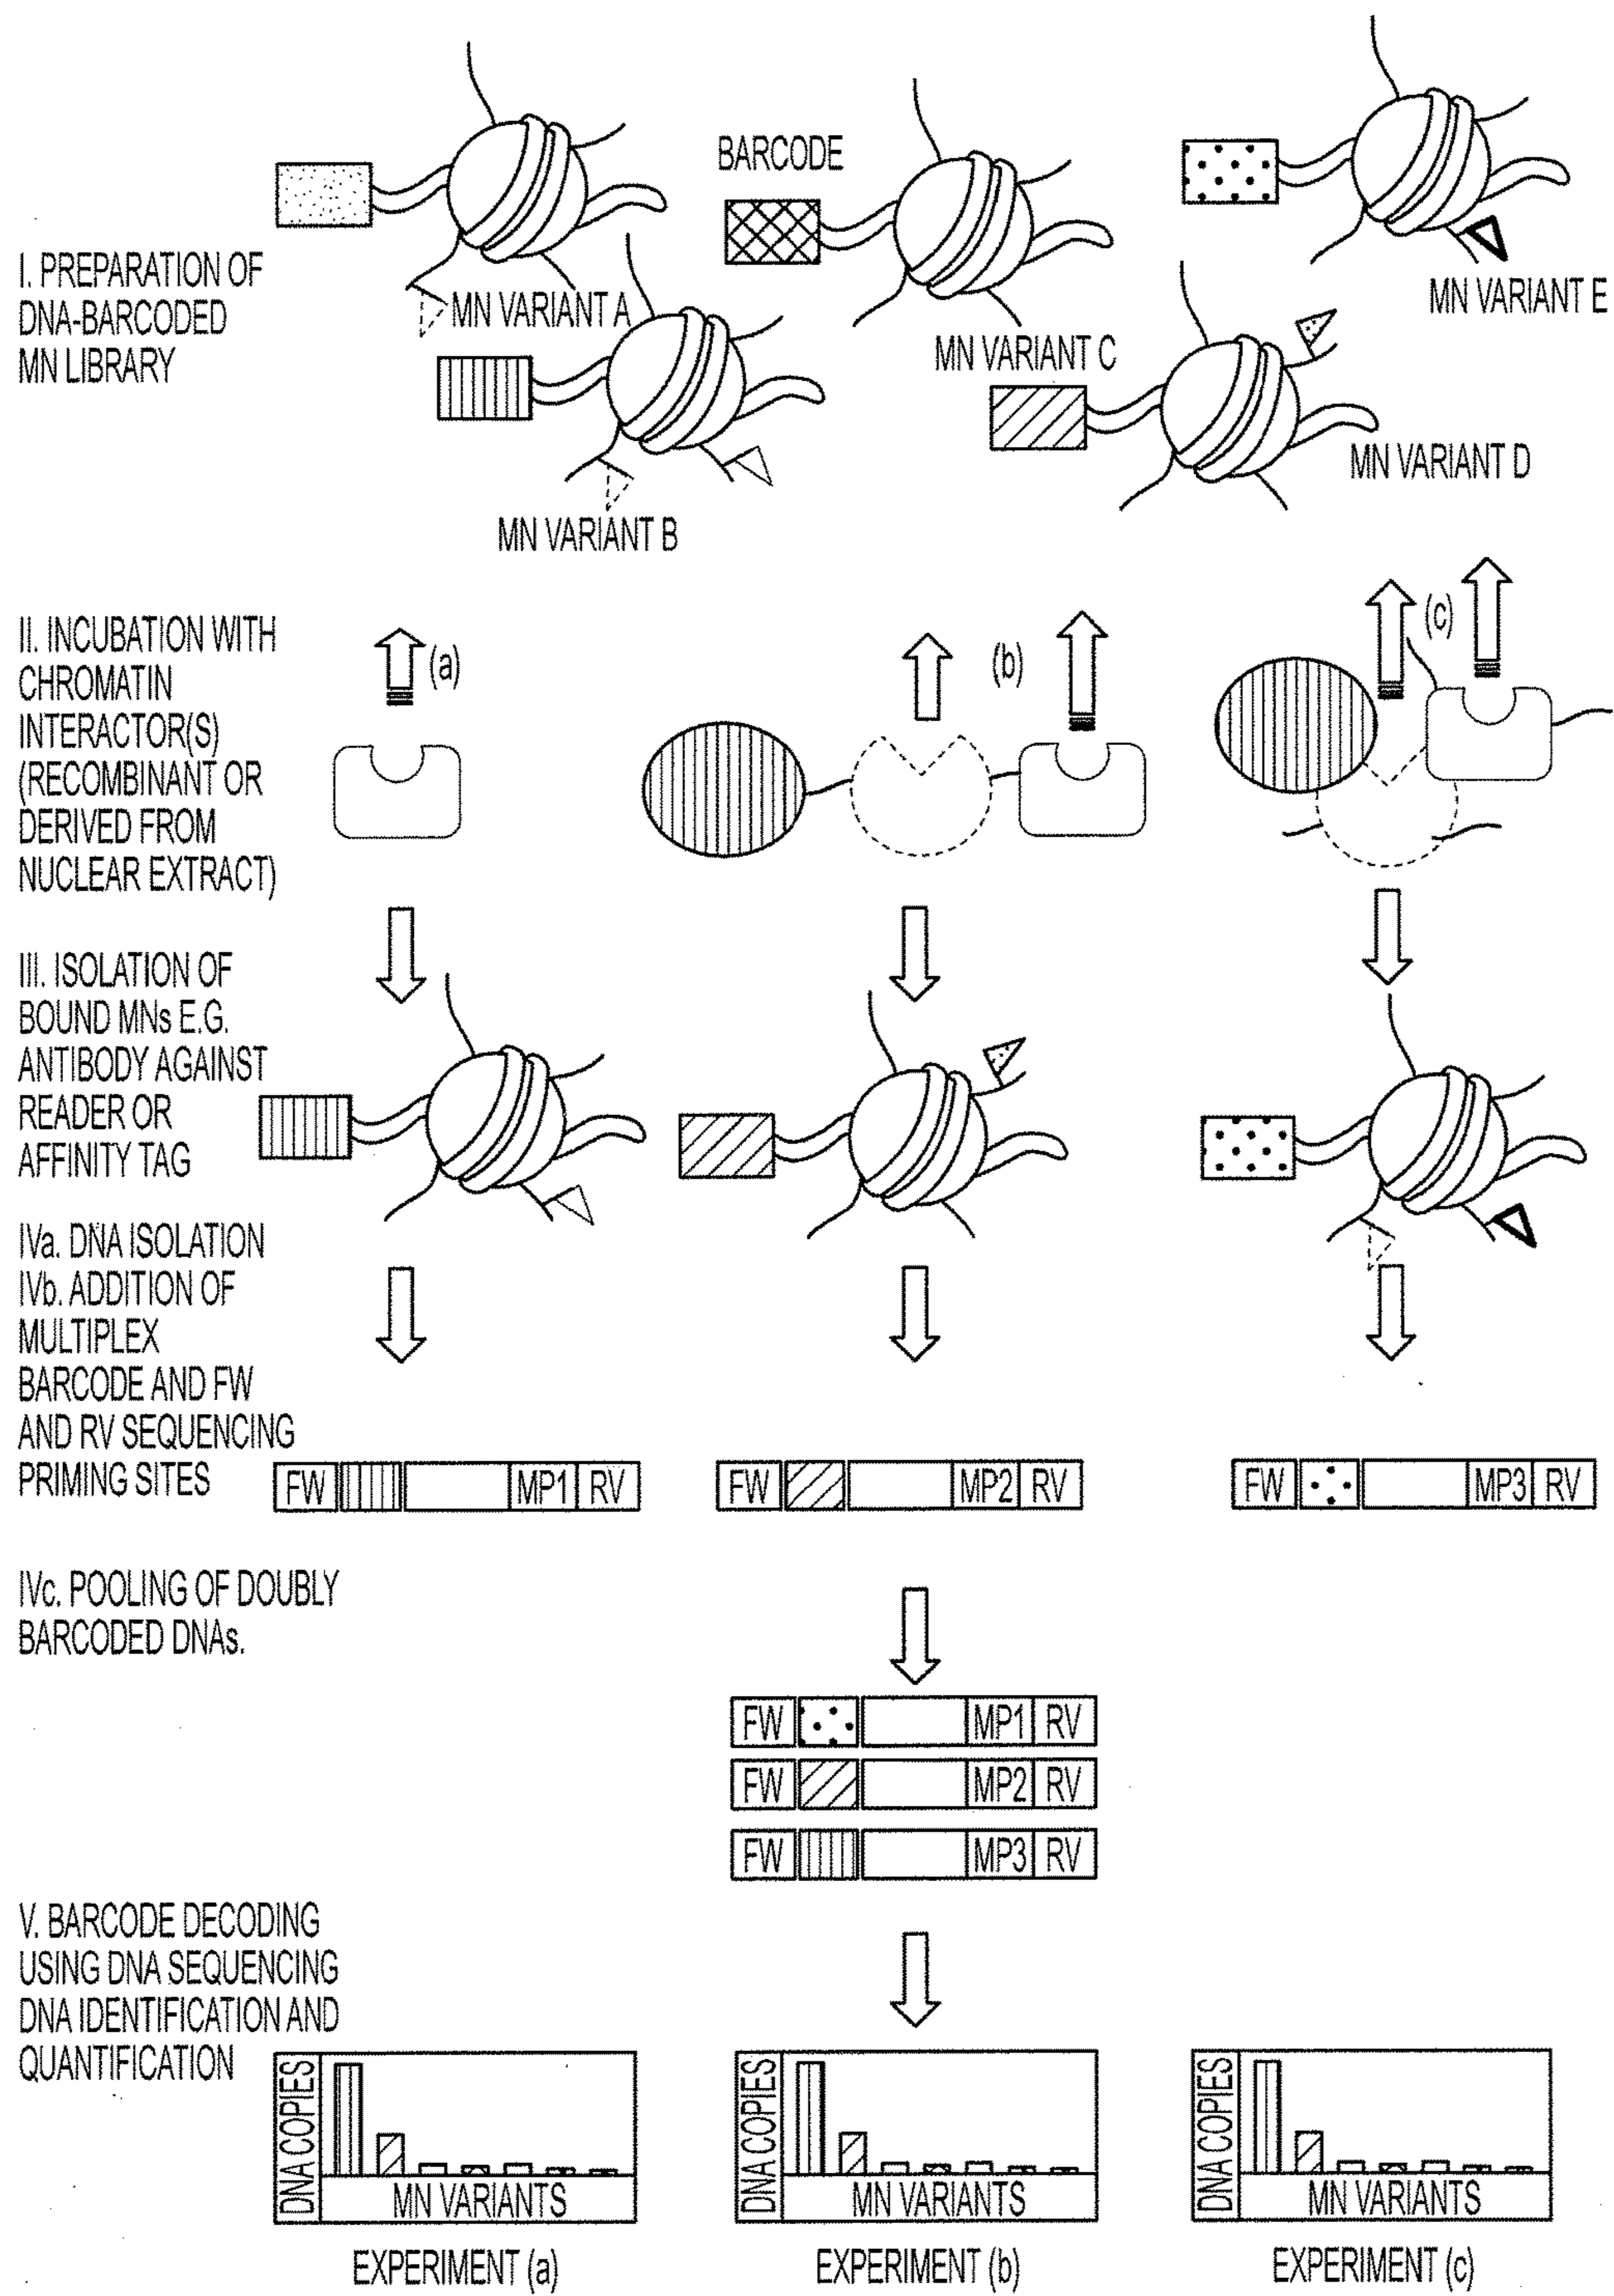 BARCODE
I. PREPARATION OF
DNA-BARCODED
MN LIBRARY
MN VARIANT A
MN VARIANT E
MN VARIANT C
MN VARIANT D
MN VARIANT B
II. INCUBATION WITH
CHROMATIN
INTERACTOR(S)
(RECOMBINANT OR
DERIVED FROM
NUCLEAR EXTRACT)
(a)
(b)
(c)
III. ISOLATION OF
BOUND MNs E.G.
ANTIBODY AGAINST
READER OR
AFFINITY TAG
IVa. DNA ISOLATION
IVb. ADDITION OF
MULTIPLEX
BARCODE AND FW
AND RV SEQUENCING
PRIMING SITES
FW MP1 RV
FW MP2 RV
FW MP3 RV
IVc. POOLING OF DOUBLY
BARCODED DNAs.
FW MP1 RV
FW MP2 RV
FW MP3 RV
V. BARCODE DECODING
USING DNA SEQUENCING
DNA IDENTIFICATION AND
QUANTIFICATION
DNA COPIES
MN VARIANTS
EXPERIMENT (a)
DNA COPIES
MN VARIANTS
EXPERIMENT (b)
DNA COPIES
MN VARIANTS
EXPERIMENT (c)